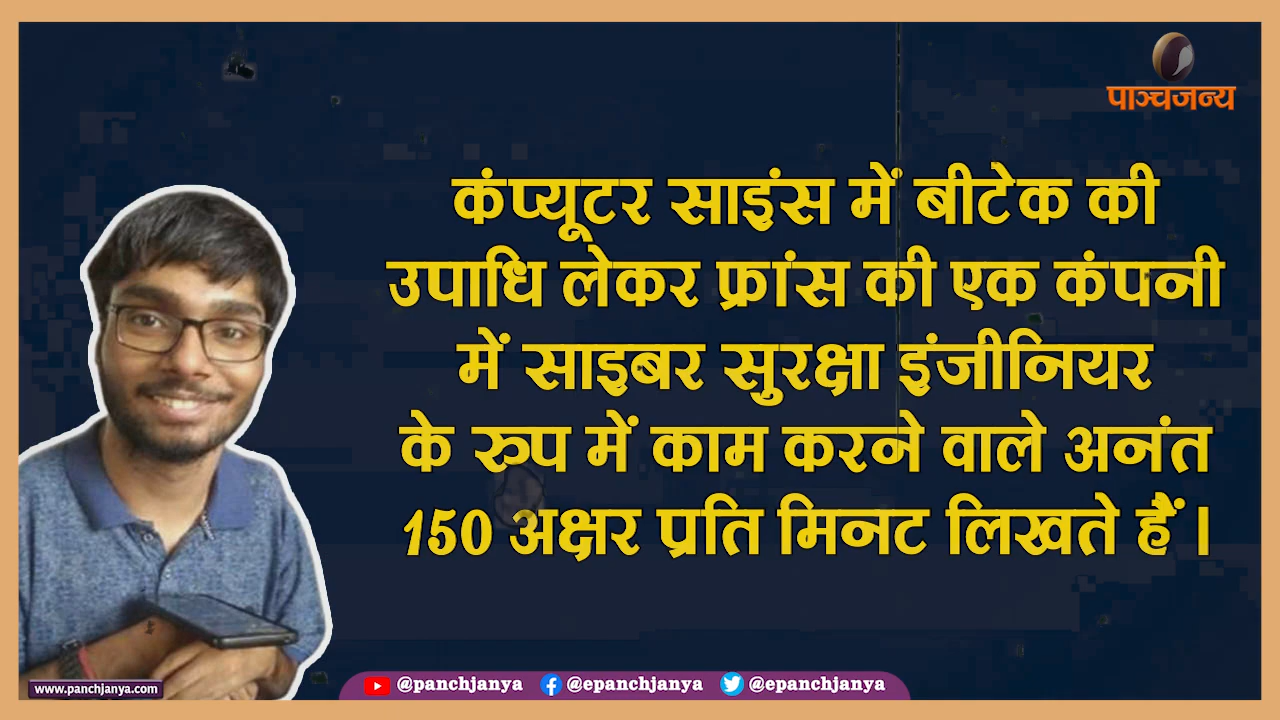 पाञ्चजन्य
कंप्यूटर साइंस में बीटेक की
उपाधि लेकर फ्रांस की एक कंपनी
में साइबर सुरक्षा इंजीनियर
के रुप में काम करने वाले अनंत
150 अक्षर प्रति मिनट लिखते हैं।
www.panchjanya.com
@panchjanya @epanchjanya @epanchjanya